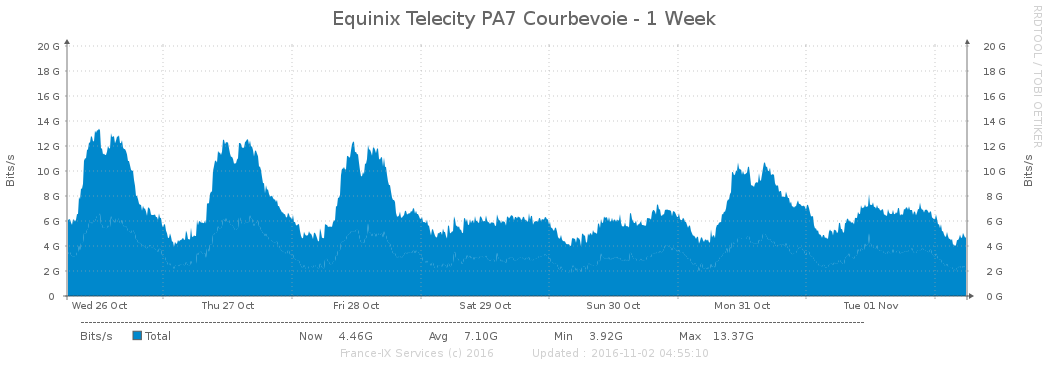 Equinix Telecity PA7 Courbevoie - 1 Week
RRDTOOL / TOBI OETIKER
Bits/s
20 G
18 G
16 G
14 G
12 G
10 G
8 G
6 G
4 G
2 G
0
20 G
18 G
16 G
14 G
12 G
10 G
8 G
6 G
4 G
2 G
0 G
Bits/s
Wed 26 Oct Thu 27 Oct Fri 28 Oct Sat 29 Oct Sun 30 Oct Mon 31 Oct Tue 01 Nov
Bits/s Total Now 4.46G Avg 7.10G Min 3.92G Max 13.37G
France-IX Services (c) 2016 Updated : 2016-11-02 04:55:10